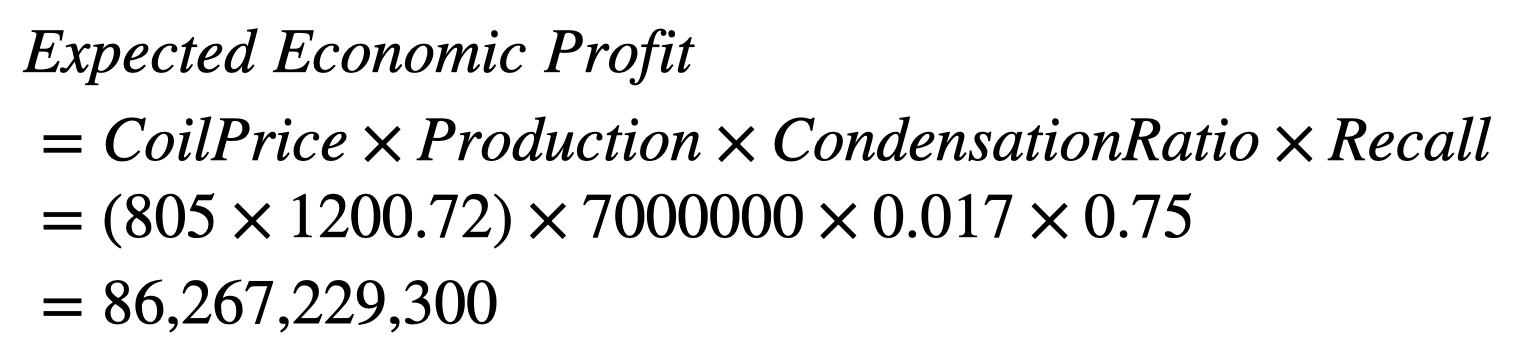 Expected Economic Profit
= CoilPrice × Production × CondensationRatio × Recall
= (805 × 1200.72) × 7000000 × 0.017 × 0.75
= 86,267,229,300